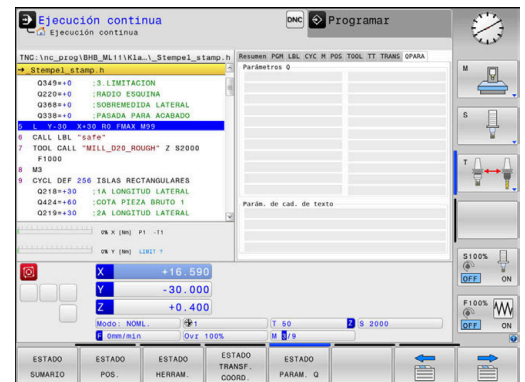 Ejecución continua
Ejecución continua
DNC
Programar
TNC:\nc_prog\BHB_ML11\Kla…\_Stempel_stamp.h
→_Stempel_stamp.h
Q349=+0 ;3.LIMITACION
Q220=+0 ;RADIO ESQUINA
Q368=+0 ;SOBREMEDIDA LATERAL
Q338=+0 ;PASADA PARA ACABADO
5 L Y-30 X+30 R0 FMAX M99
6 CALL LBL "safe"
7 TOOL CALL "MILL_D20_ROUGH" Z S2000
F1000
8 M3
9 CYCL DEF 256 ISLAS RECTANGULARES
Q218=+30 ;1A LONGITUD LATERAL
Q424=+60 ;COTA PIEZA BRUTO 1
Q219=+30 ;2A LONGITUD LATERAL
Resumen PGM LBL CYC M POS TOOL TT TRANS QPARA
Parámetros Q
Parám. de cad. de texto
0% X [Nm] P1 -T1
0% Y [Nm] LIMIT 1
X +16.590
Y -30.000
Z +0.400
Modo: NOML. 1 T 50 Z S 2000
F 0mm/min Ovr 100% M 5/9
M
S
T
S100%
OFF ON
F100%
OFF ON
ESTADO SUMARIO
ESTADO POS.
ESTADO HERRAM.
ESTADO TRANSF. COORD.
ESTADO PARAM. Q